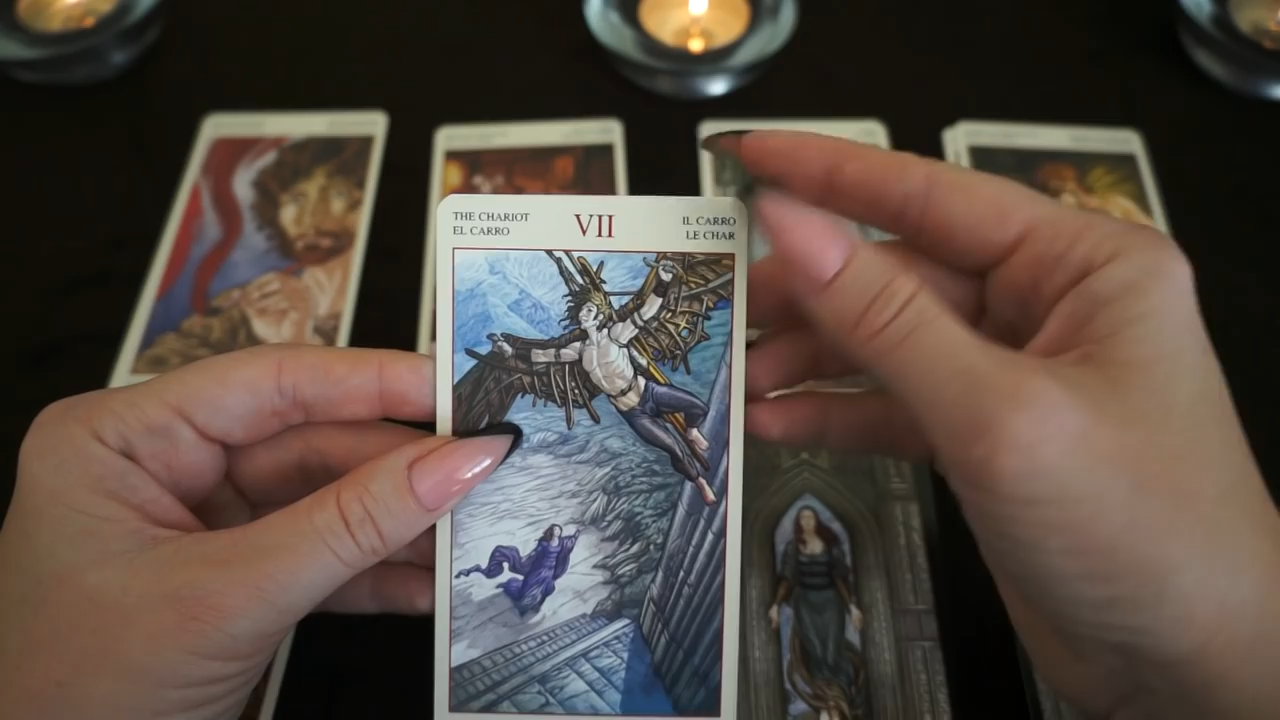 THE CHARIOT
EL CARRO
VII
IL CARRO
LE CHAR